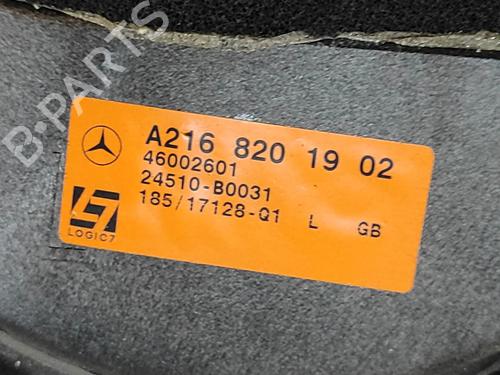 B-PARTS
A216 820 19 02
46002601
24510-B0031
185/17128-Q1 L GB
LOGIC7